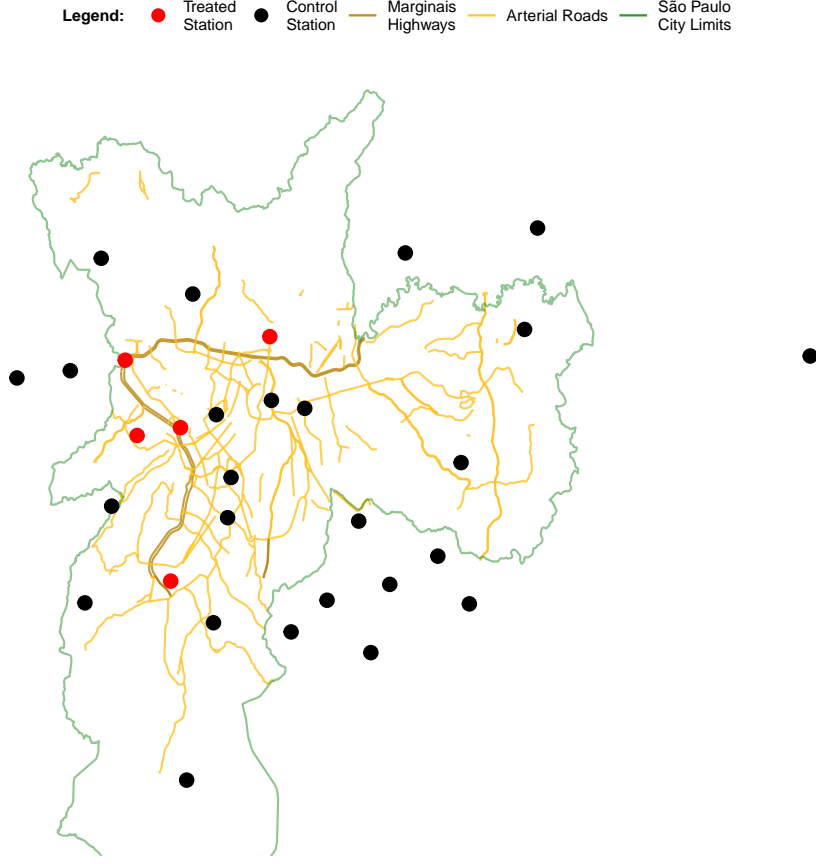 Legend:
Treated
Station
Control
Station
Marginais
Highways
Arterial Roads
São Paulo
City Limits